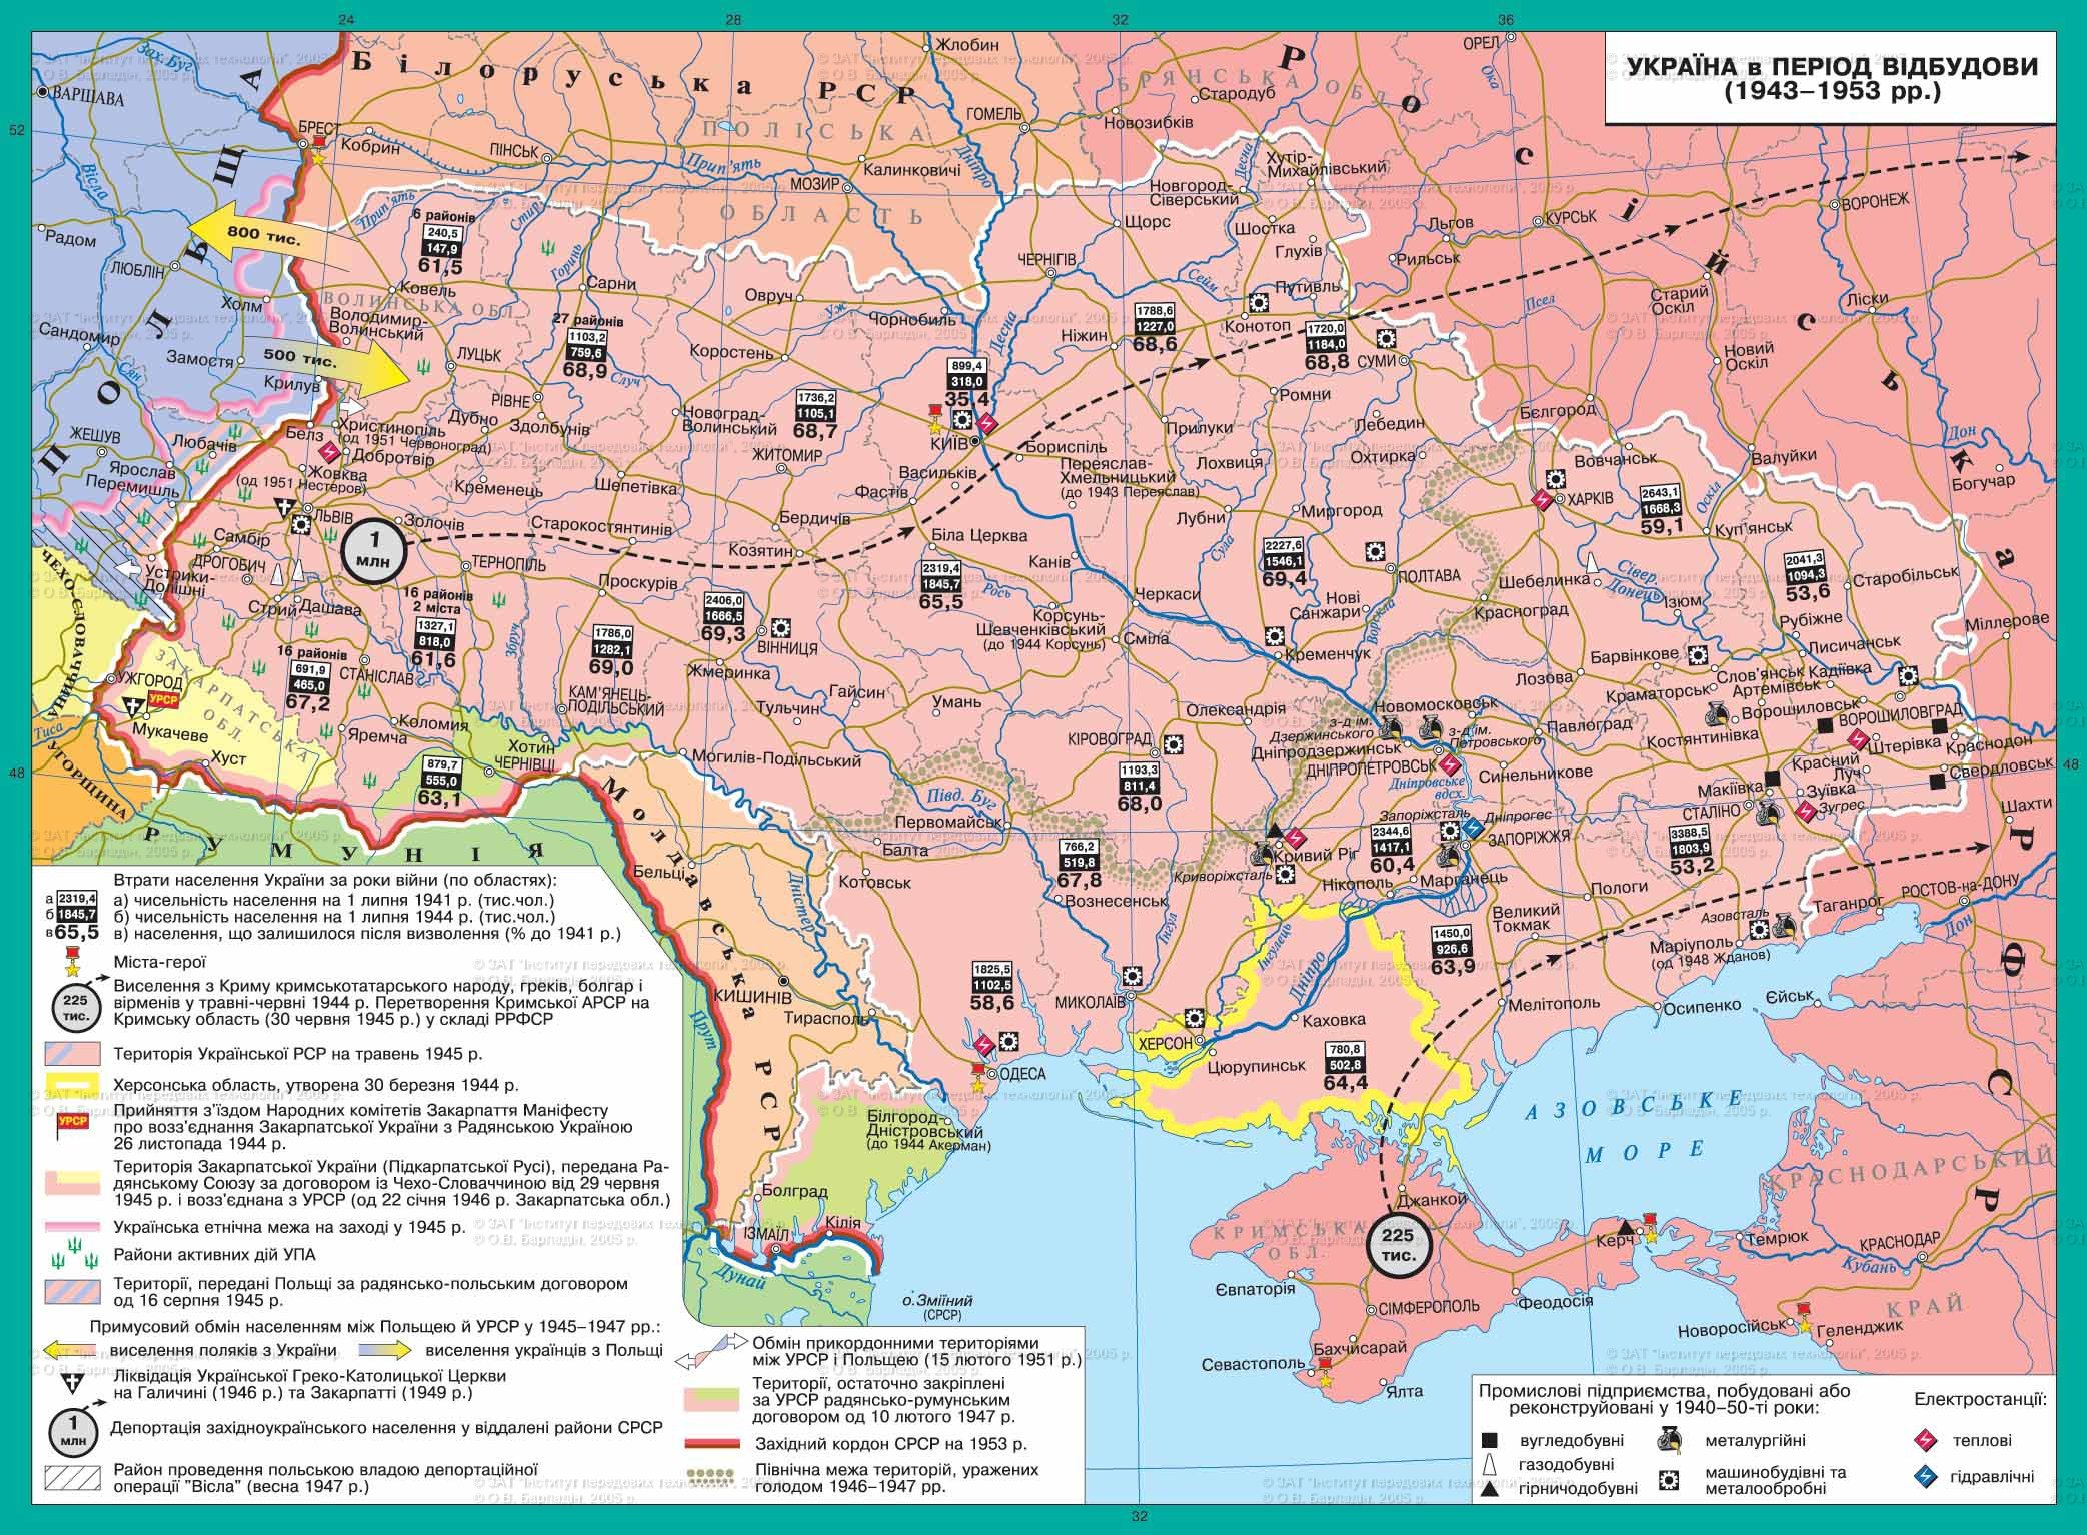 УКРАЇНА в ПЕРІОД ВІДБУДОВИ
(1943–1953 рр.)
24
28
32
36
52
48
48
32
Білоруська РСР
ПОЛІСЬКА
ОБЛАСТЬ
БРЯНСЬКА ОБЛ.
Російська РФСР
ПОЛЬЩА
ЧЕХО-СЛОВАЧЧИНА
УГОРЩИНА
РУМУНІЯ
Молдавська РСР
ВОЛИНСЬКА ОБЛ.
ЗАКАРПАТСЬКА ОБЛ.
КРИМСЬКА ОБЛ.
КРАСНОДАРСЬКИЙ
КРАЙ
АЗОВСЬКЕ
МОРЕ
Зах. Буг
ВАРШАВА
Вісла
Радом
ЛЮБЛІН
Холм
Сандомир
Замостя
Сян
Крилув
ЖЕШУВ
Любачів
Ярослав
Перемишль
800 тис.
500 тис.
БРЕСТ
Кобрин
ПІНСЬК
Прип'ять
МОЗИР
Калинковичі
Жлобин
ГОМЕЛЬ
Дніпро
Новозибків
Стародуб
ОРЕЛ
Ока
Хутір-
Михайлівський
Десна
Новгород-
Сіверський
Щорс
Шостка
Глухів
Льгов
КУРСЬК
Рильськ
ВОРОНЕЖ
Путивль
Сейм
Псел
Старий
Оскіл
Ліски
Новий
Оскіл
Прип'ять
Стир
Горинь
6 районів
240,5
147,9
61,5
Ковель
Сарни
Володимир-
Волинський
27 районів
1103,2
759,6
68,9
ЛУЦЬК
Случ
РІВНЕ
Дубно
Здолбунів
Овруч
Уж
Чорнобиль
Коростень
ЧЕРНІГІВ
Ніжин
1788,6
1227,0
68,6
Конотоп
1720,0
1184,0
68,8
СУМИ
899,4
318,0
35,4
КИЇВ
Десна
1736,2
1105,1
68,7
ЖИТОМИР
Новоград-
Волинський
Бориспіль
Переяслав-
Хмельницький
(до 1943 Переяслав)
Васильків
Фастів
Прилуки
Ромни
Лебедин
Лохвиця
Охтирка
Бєлгород
Вовчанськ
Валуйки
Дон
Богучар
Белз
Христинопіль
(од 1951 Червоноград)
Добротвір
Жовква
(од 1951 Нестеров)
ЛЬВІВ
Золочів
Кременець
Шепетівка
Старокостянтинів
Бердичів
Козятин
Біла Церква
Канів
Лубни
Миргород
Сула
ХАРКІВ
2643,1
1668,3
59,1
Оскіл
Куп'янськ
Самбір
ДРОГОБИЧ
Устрики-
Долішні
Стрий
Дашава
1
млн
ТЕРНОПІЛЬ
Проскурів
16 районів
2 міста
1327,1
818,0
61,6
Збруч
16 районів
691,9
465,0
67,2
СТАНІСЛАВ
1786,0
1282,1
69,0
КАМ'ЯНЕЦЬ-
ПОДІЛЬСЬКИЙ
2406,0
1666,5
69,3
ВІННИЦЯ
Жмеринка
2319,4
1845,7
65,5
Рось
Корсунь-
Шевченківський
(до 1944 Корсунь)
Черкаси
Сміла
2227,6
1546,1
69,4
ПОЛТАВА
Нові
Санжари
Ворскла
Кременчук
Шебелинка
Красноград
Сівер.
Донець
Ізюм
2041,3
1094,3
53,6
Старобільськ
Рубіжне
Міллерове
Лисичанськ
Барвінкове
Слов'янськ
Кадіївка
Лозова
Краматорськ
Артемівськ
Ворошиловськ
ВОРОШИЛОВГРАД
Костянтинівка
Штерівка
Краснодон
Красний
Луч
Свердловськ
Макіївка
Зуївка
Зугрес
СТАЛІНО
Шахти
УЖГОРОД
УРСР
Мукачеве
Хуст
Тиса
Коломия
Яремча
Хотин
ЧЕРНІВЦІ
879,7
555,0
63,1
Гайсин
Тульчин
Умань
Могилів-Подільський
КІРОВОГРАД
Олександрія
1193,3
811,4
68,0
Новомосковськ
з-д ім.
Дзержинського
з-д ім.
Петровського
Дніпродзержинськ
ДНІПРОПЕТРОВСЬК
Дніпровське
вдсх.
Павлоград
Синельникове
Півд. Буг
Первомайськ
Балта
Котовськ
Вознесенськ
766,2
519,8
67,8
Кривий Ріг
Криворіжсталь
Нікополь
Марганець
Запоріжсталь
Дніпрогес
ЗАПОРІЖЖЯ
2344,6
1417,1
60,4
3388,5
1803,9
53,2
Пологи
Великий
Токмак
Азовсталь
Маріуполь
(од 1948 Жданов)
Таганрог
РОСТОВ-на-ДОНУ
Дон
1450,0
926,6
63,9
Мелітополь
Осипенко
Єйськ
Бельці
Дністер
КИШИНІВ
Тирасполь
Прут
1825,5
1102,5
58,6
ОДЕСА
МИКОЛАЇВ
Інгул
Інгулець
Дніпро
ХЕРСОН
Каховка
Цюрупинськ
780,8
502,8
64,4
Білгород-
Дністровський
(до 1944 Акерман)
Болград
ІЗМАЇЛ
Кілія
Дунай
о.Зміїний
(СРСР)
Джанкой
225
тис.
Євпаторія
СІМФЕРОПОЛЬ
Бахчисарай
Севастополь
Ялта
Феодосія
Керч
Темрюк
КРАСНОДАР
Кубань
Новоросійськ
Геленджик
Втрати населення України за роки війни (по областях):
а 2319,4 а) чисельність населення на 1 липня 1941 р. (тис.чол.)
б 1845,7 б) чисельність населення на 1 липня 1944 р. (тис.чол.)
в 65,5 в) населення, що залишилося після визволення (% до 1941 р.)
Міста-герої
225
тис.
Виселення з Криму кримськотатарського народу, греків, болгар і
вірменів у травні-червні 1944 р. Перетворення Кримської АРСР на
Кримську область (30 червня 1945 р.) у складі РРФСР
Територія Української РСР на травень 1945 р.
Херсонська область, утворена 30 березня 1944 р.
УРСР
Прийняття з'їздом Народних комітетів Закарпаття Маніфесту
про возз'єднання Закарпатської України з Радянською Україною
26 листопада 1944 р.
Територія Закарпатської України (Підкарпатської Русі), передана Ра-
дянському Союзу за договором із Чехо-Словаччиною від 29 червня
1945 р. і возз'єднана з УРСР (од 22 січня 1946 р. Закарпатська обл.)
Українська етнічна межа на заході у 1945 р.
Райони активних дій УПА
Території, передані Польщі за радянсько-польським договором
од 16 серпня 1945 р.
Примусовий обмін населенням між Польщею й УРСР у 1945–1947 рр.:
виселення поляків з України
виселення українців з Польщі
Ліквідація Української Греко-Католицької Церкви
на Галичині (1946 р.) та Закарпатті (1949 р.)
1
млн
Депортація західноукраїнського населення у віддалені райони СРСР
Район проведення польською владою депортаційної
операції "Вісла" (весна 1947 р.)
Обмін прикордонними територіями
між УРСР і Польщею (15 лютого 1951 р.)
Території, остаточно закріплені
за УРСР радянсько-румунським
договором од 10 лютого 1947 р.
Західний кордон СРСР на 1953 р.
Північна межа територій, уражених
голодом 1946–1947 рр.
Промислові підприємства, побудовані або
реконструйовані у 1940–50-ті роки:
вугледобувні
газодобувні
гірничодобувні
металургійні
машинобудівні та
металообробні
Електростанції:
теплові
гідравлічні
© ЗАТ "Інститут передових технологій", 2005 р.
© О.В. Барладін, 2005 р.